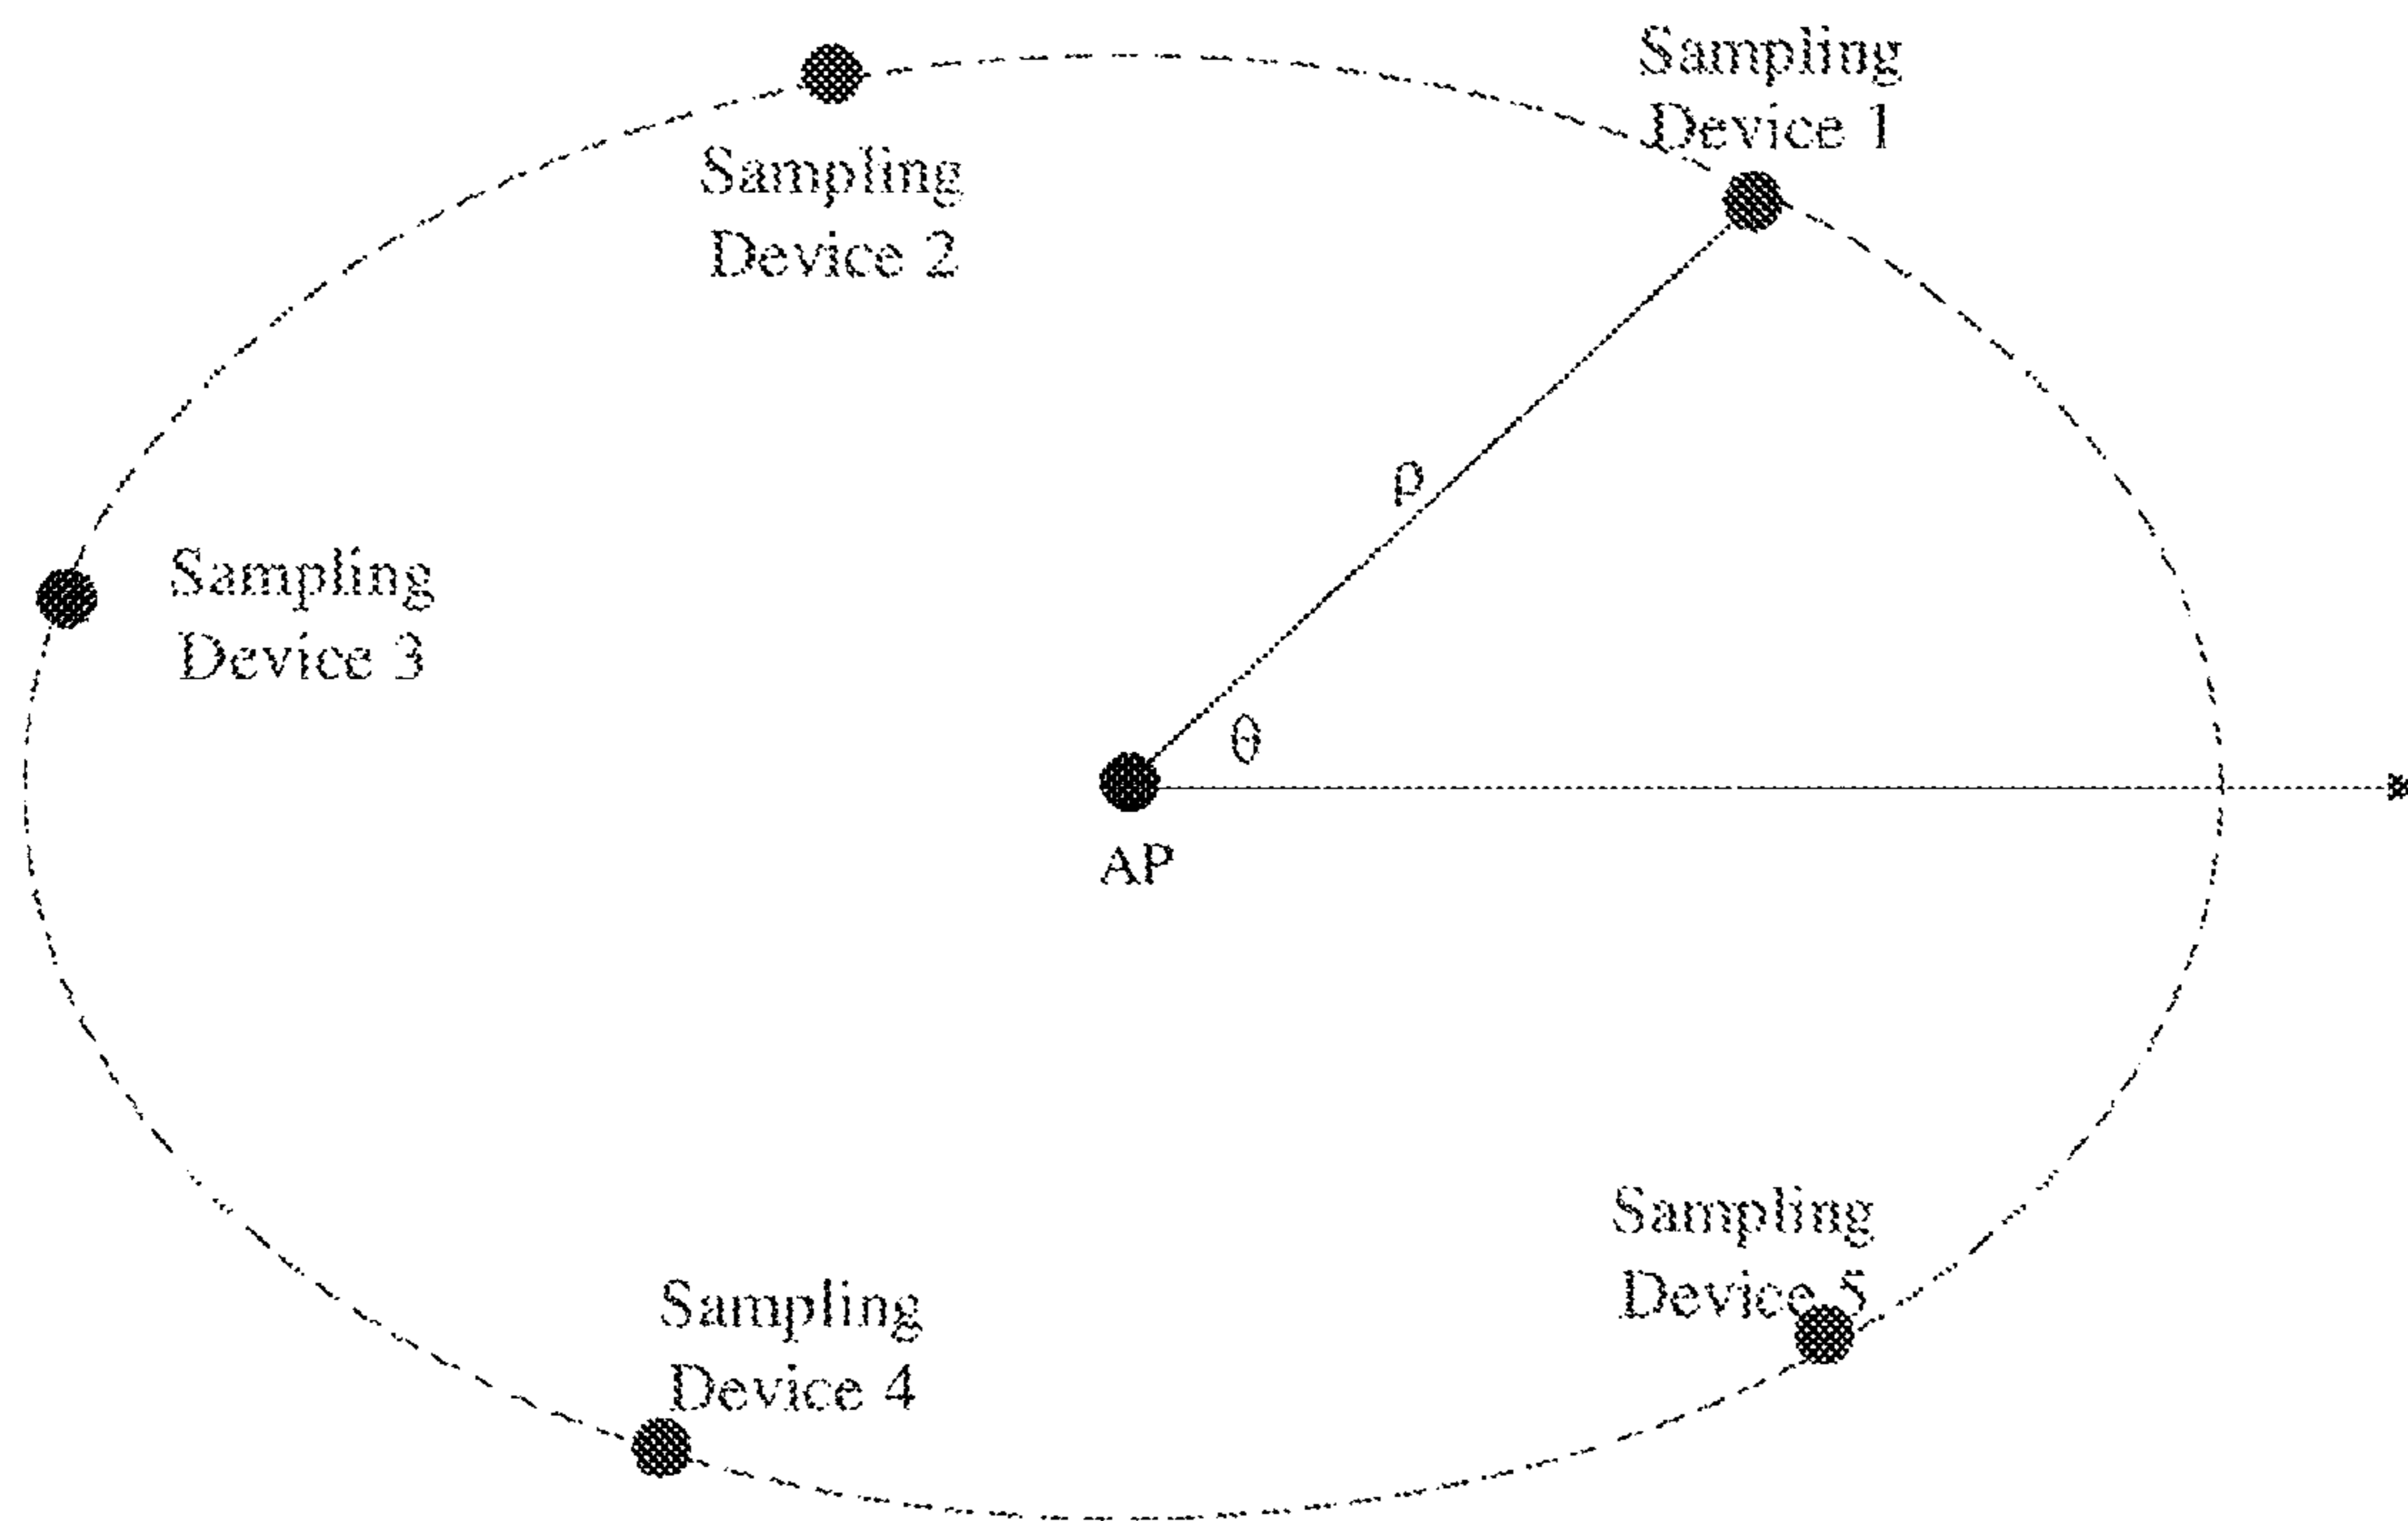 Sampling
Device 1
Sampling
Device 2
ρ
Sampling
Device 3
θ
AP
Sampling
Device 5
Sampling
Device 4